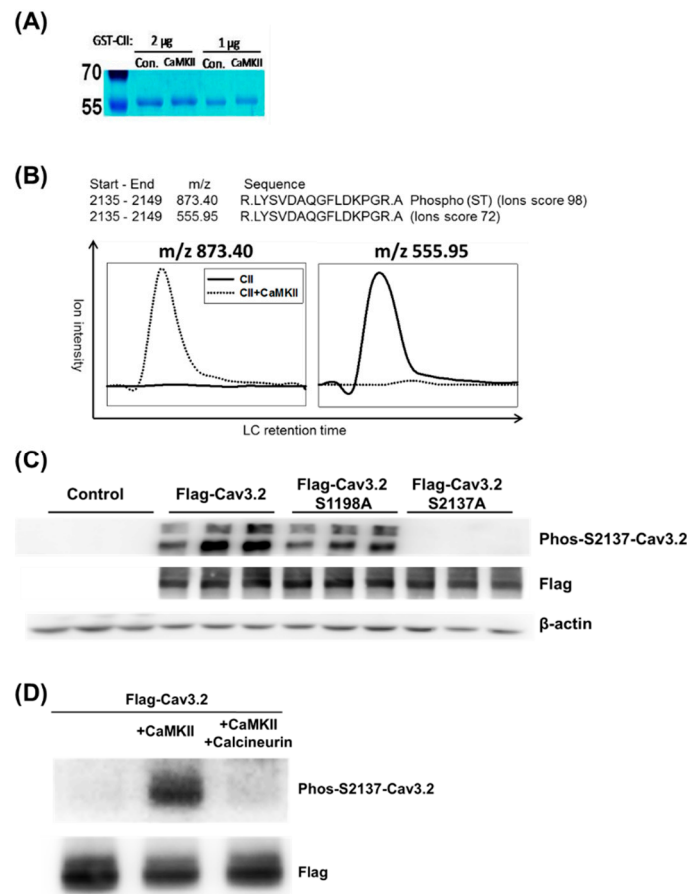 (A)
GST-CII: 2 µg 1 µg
Con. CaMKII Con. CaMKII
70
55
(B)
Start - End m/z Sequence
2135 - 2149 873.40 R.LYSVDAQGFLDKPGR.A Phospho (ST) (Ions score 98)
2135 - 2149 555.95 R.LYSVDAQGFLDKPGR.A (Ions score 72)
m/z 873.40 m/z 555.95
CII
CII+CaMKII
Ion intensity
LC retention time
(C)
Control Flag-Cav3.2 Flag-Cav3.2 S1198A Flag-Cav3.2 S2137A
Phos-S2137-Cav3.2
Flag
β-actin
(D)
Flag-Cav3.2
+CaMKII +CaMKII +Calcineurin
Phos-S2137-Cav3.2
Flag